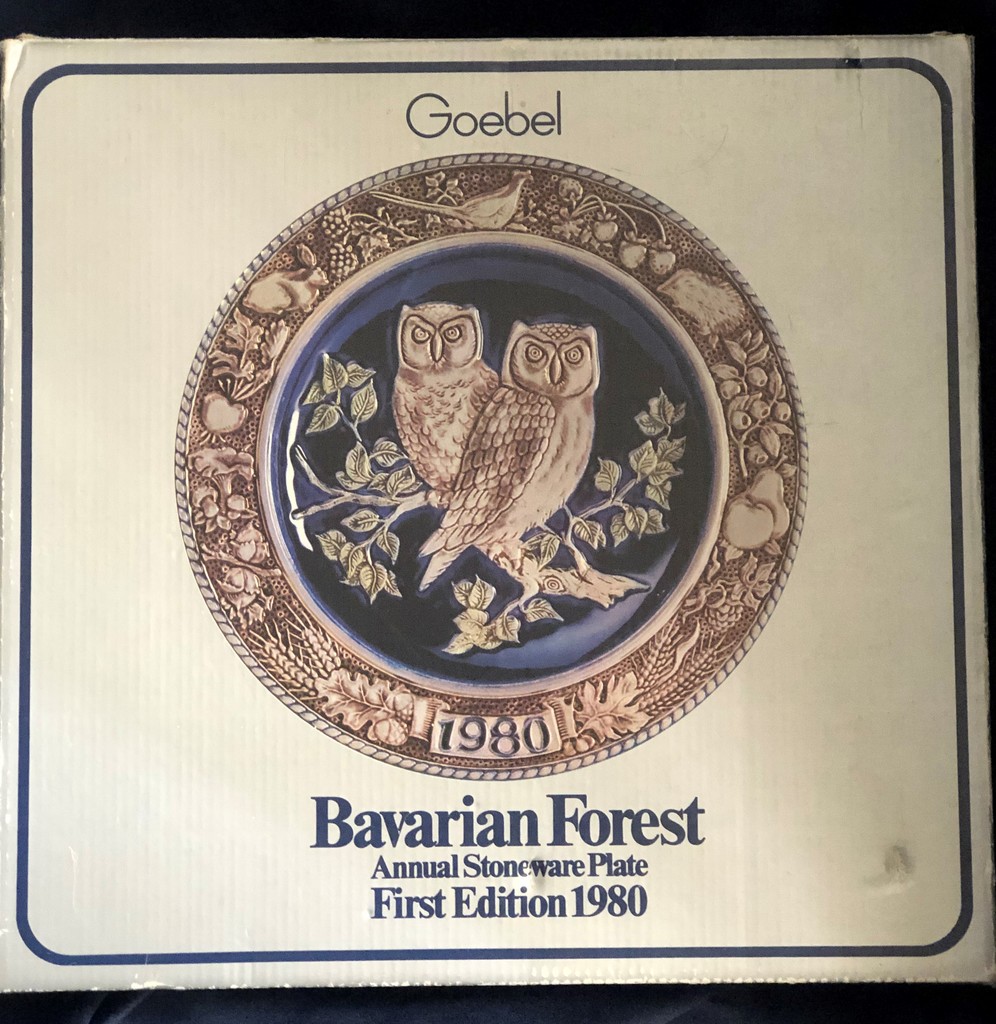 Goebel
1980
Bavarian Forest
Annual Stoneware Plate
First Edition 1980